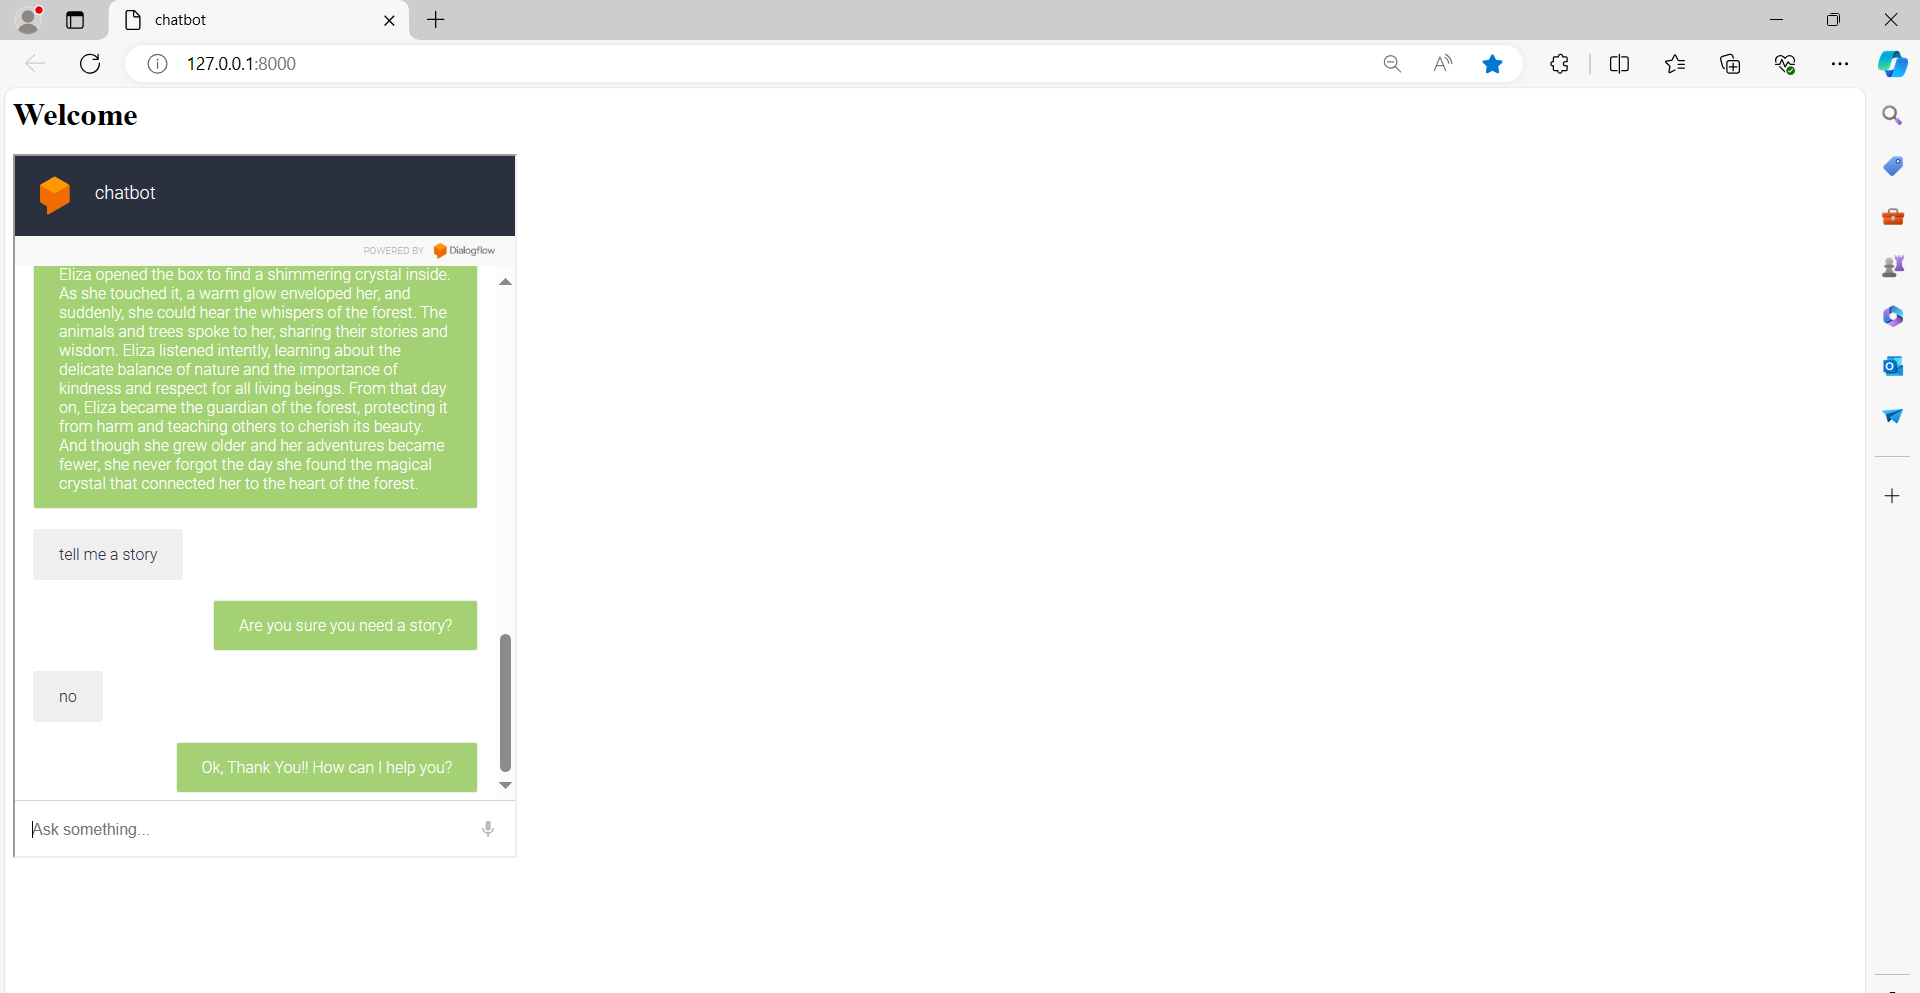 chatbot
127.0.0.1:8000
Welcome
chatbot
POWERED BY Dialogflow
Eliza opened the box to find a shimmering crystal inside.
As she touched it, a warm glow enveloped her, and
suddenly, she could hear the whispers of the forest. The
animals and trees spoke to her, sharing their stories and
wisdom. Eliza listened intently, learning about the
delicate balance of nature and the importance of
kindness and respect for all living beings. From that day
on, Eliza became the guardian of the forest, protecting it
from harm and teaching others to cherish its beauty.
And though she grew older and her adventures became
fewer, she never forgot the day she found the magical
crystal that connected her to the heart of the forest.
tell me a story
Are you sure you need a story?
no
Ok, Thank You!! How can I help you?
Ask something...